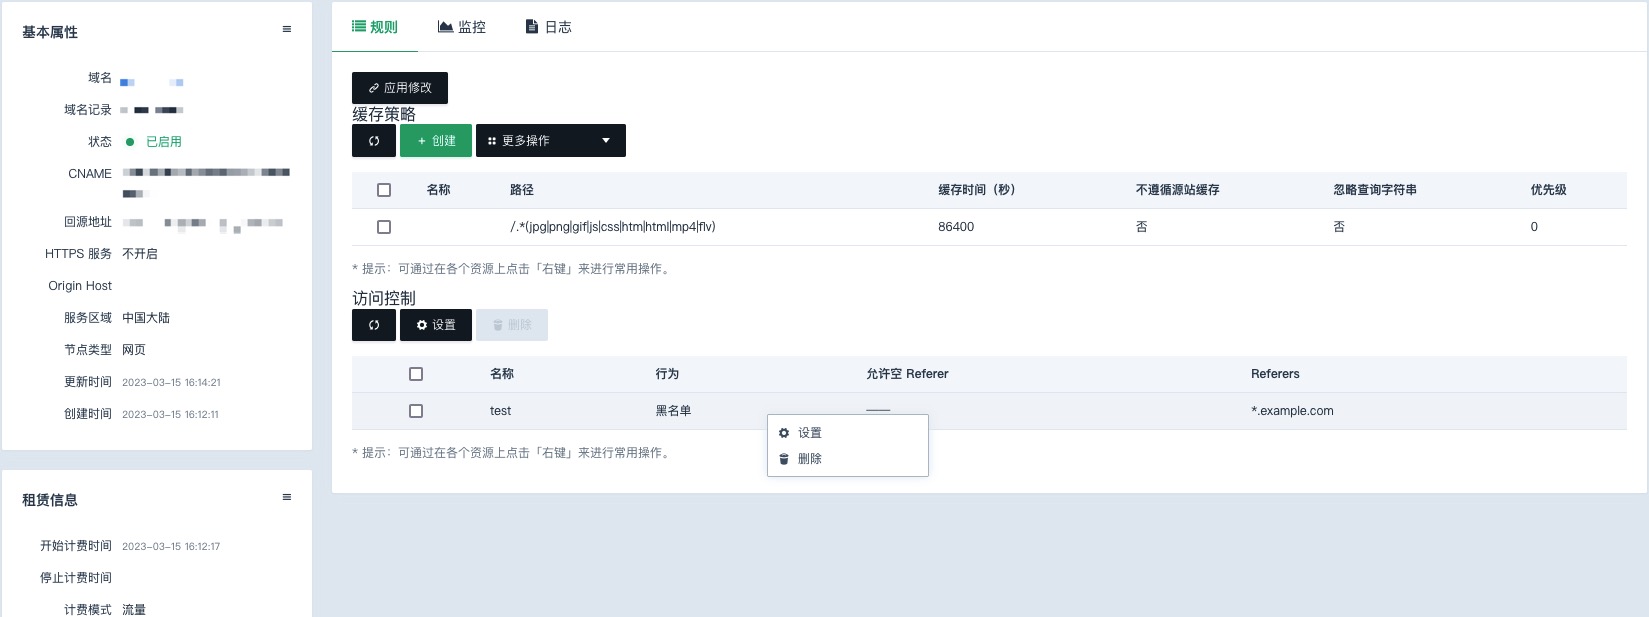 基本属性
域名
域名记录
状态 已启用
CNAME
回源地址
HTTPS 服务 不开启
Origin Host
服务区域 中国大陆
节点类型 网页
更新时间 2023-03-15 16:14:21
创建时间 2023-03-15 16:12:11
租赁信息
开始计费时间 2023-03-15 16:12:17
停止计费时间
计费模式 流量
规则 监控 日志
应用修改
缓存策略
+ 创建 更多操作
名称 路径 缓存时间（秒） 不遵循源站缓存 忽略查询字符串 优先级
/.*(jpg|png|gif|js|css|htm|html|mp4|flv) 86400 否 否 0
* 提示：可通过在各个资源上点击「右键」来进行常用操作。
访问控制
设置 删除
名称 行为 允许空 Referer Referers
test 黑名单 —— *.example.com
设置
删除
* 提示：可通过在各个资源上点击「右键」来进行常用操作。